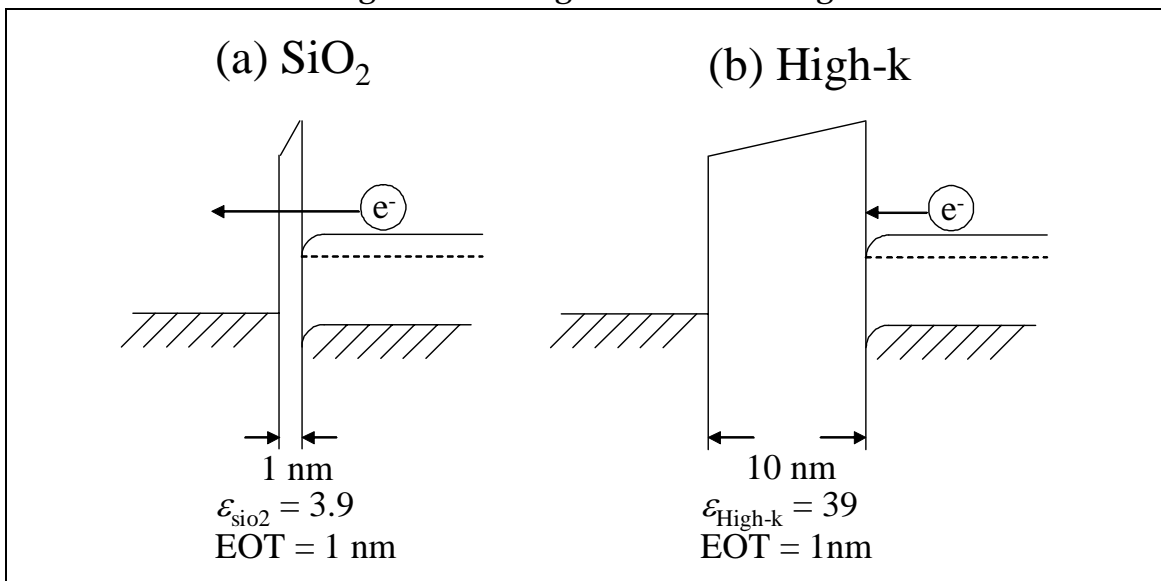 (a) SiO₂
(b) High-k
e-
e-
1 nm
εsio2 = 3.9
EOT = 1 nm
10 nm
εHigh-k = 39
EOT = 1nm